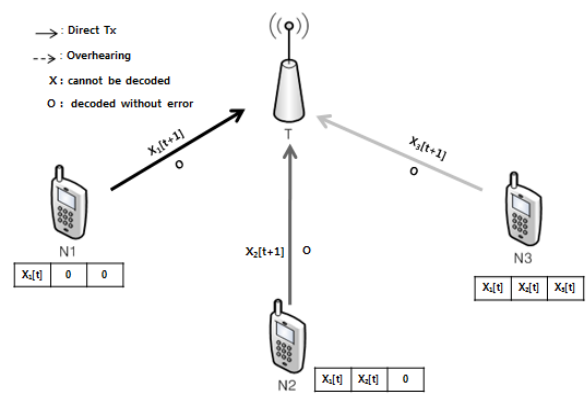 : Direct Tx
: Overhearing
X : cannot be decoded
O : decoded without error
T
X₁[t+1]
O
X₃[t+1]
O
N1
X₁[t] 0 0
X₂[t+1] O
N3
X₁[t] X₂[t] X₃[t]
N2
X₁[t] X₂[t] 0